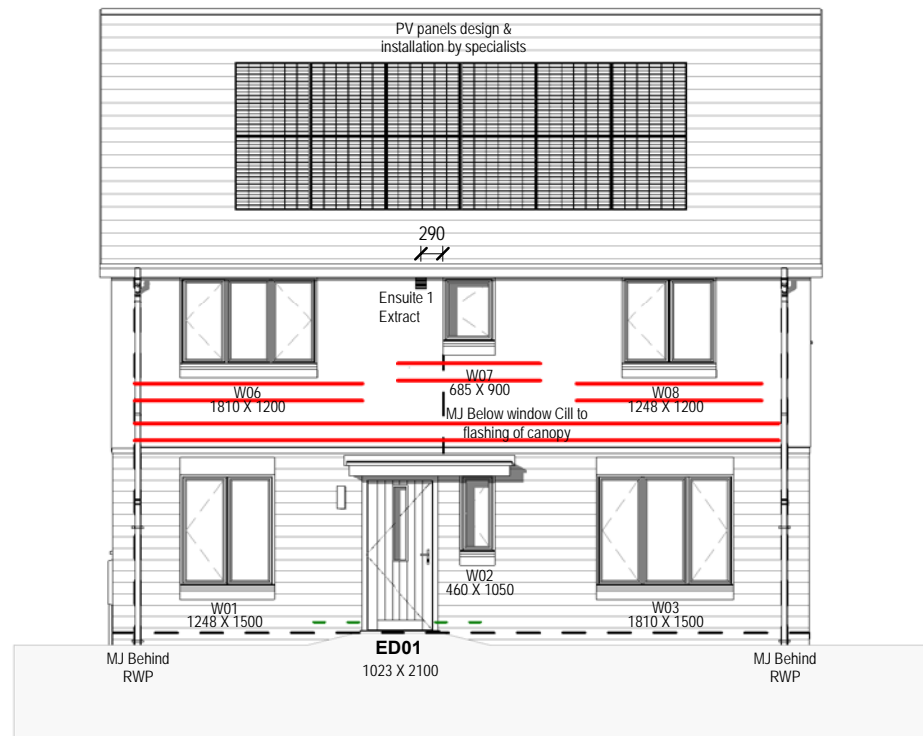 PV panels design &
installation by specialists
290
Ensuite 1
Extract
W07
685 X 900
W06
1810 X 1200
W08
1248 X 1200
MJ Below window Cill to
flashing of canopy
W02
460 X 1050
W01
1248 X 1500
W03
1810 X 1500
ED01
1023 X 2100
MJ Behind
RWP
MJ Behind
RWP